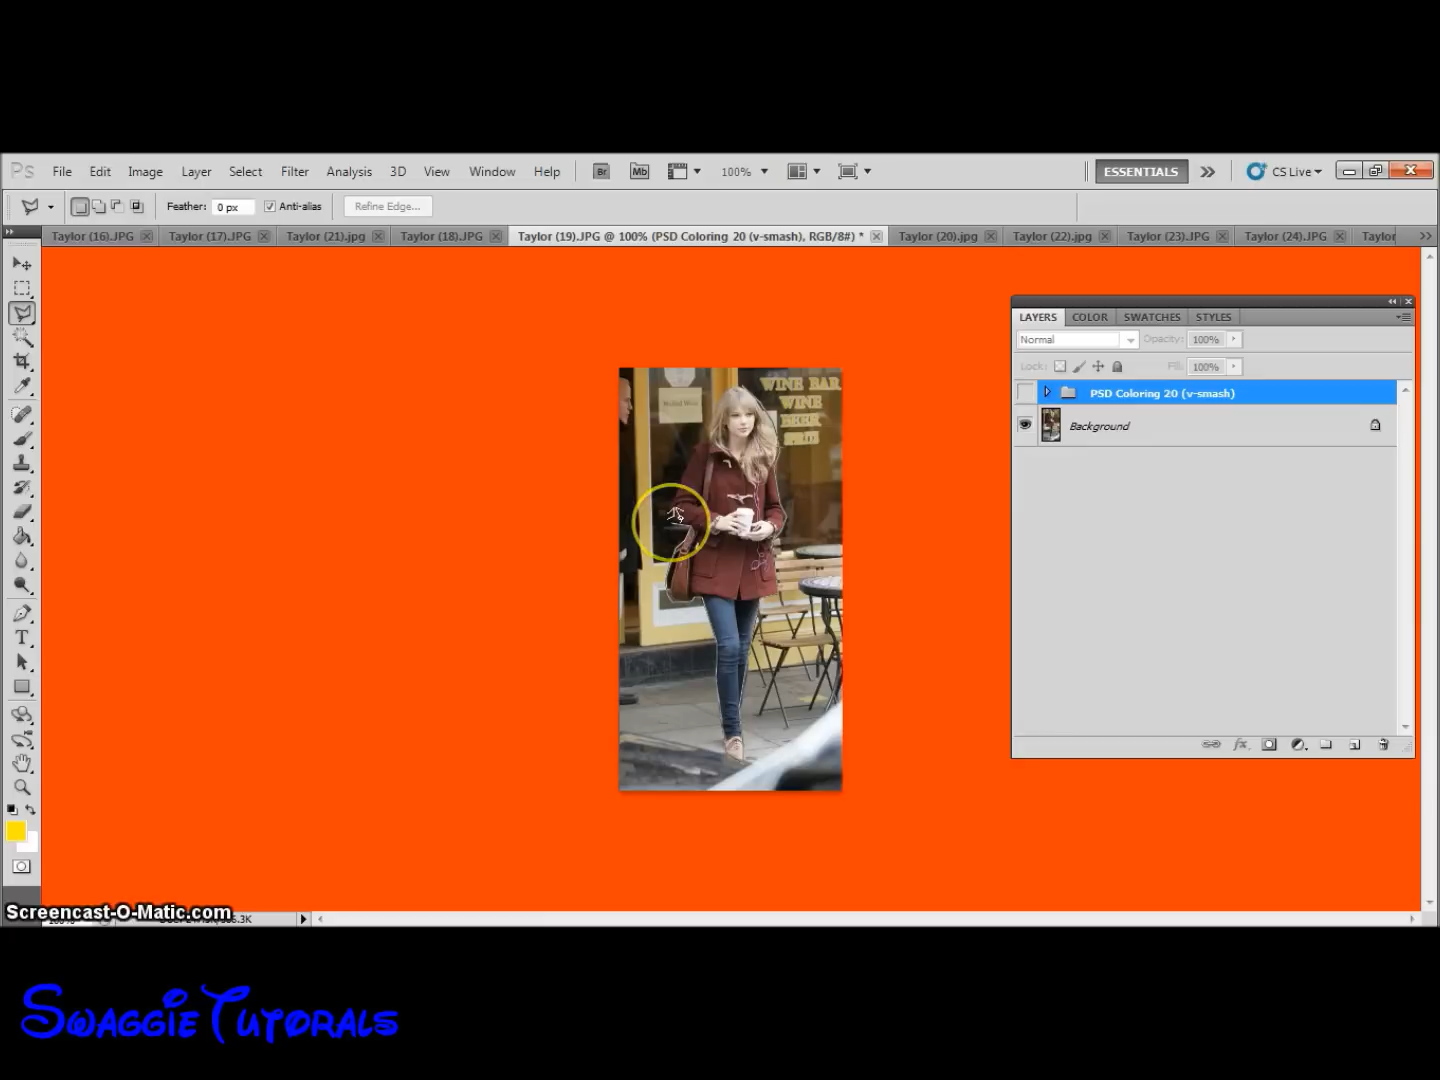 Ps File Edit Image Layer Select Filter Analysis 3D View Window Help Br Mb 100% ESSENTIALS CS Live
Feather: 0 px Anti-alias Refine Edge...
Taylor (16).JPG Taylor (17).JPG Taylor (21).jpg Taylor (18).JPG Taylor (19).JPG @ 100% (PSD Coloring 20 (v-smash), RGB/8#) * Taylor (20).jpg Taylor (22).jpg Taylor (23).JPG Taylor (24).JPG Taylor
LAYERS COLOR SWATCHES STYLES
Normal Opacity: 100%
Lock: Fill: 100%
PSD Coloring 20 (v-smash)
Background
WINE BAR
WINE
BEER
T
fx
Screencast-O-Matic.com
Swaggie Tutorals